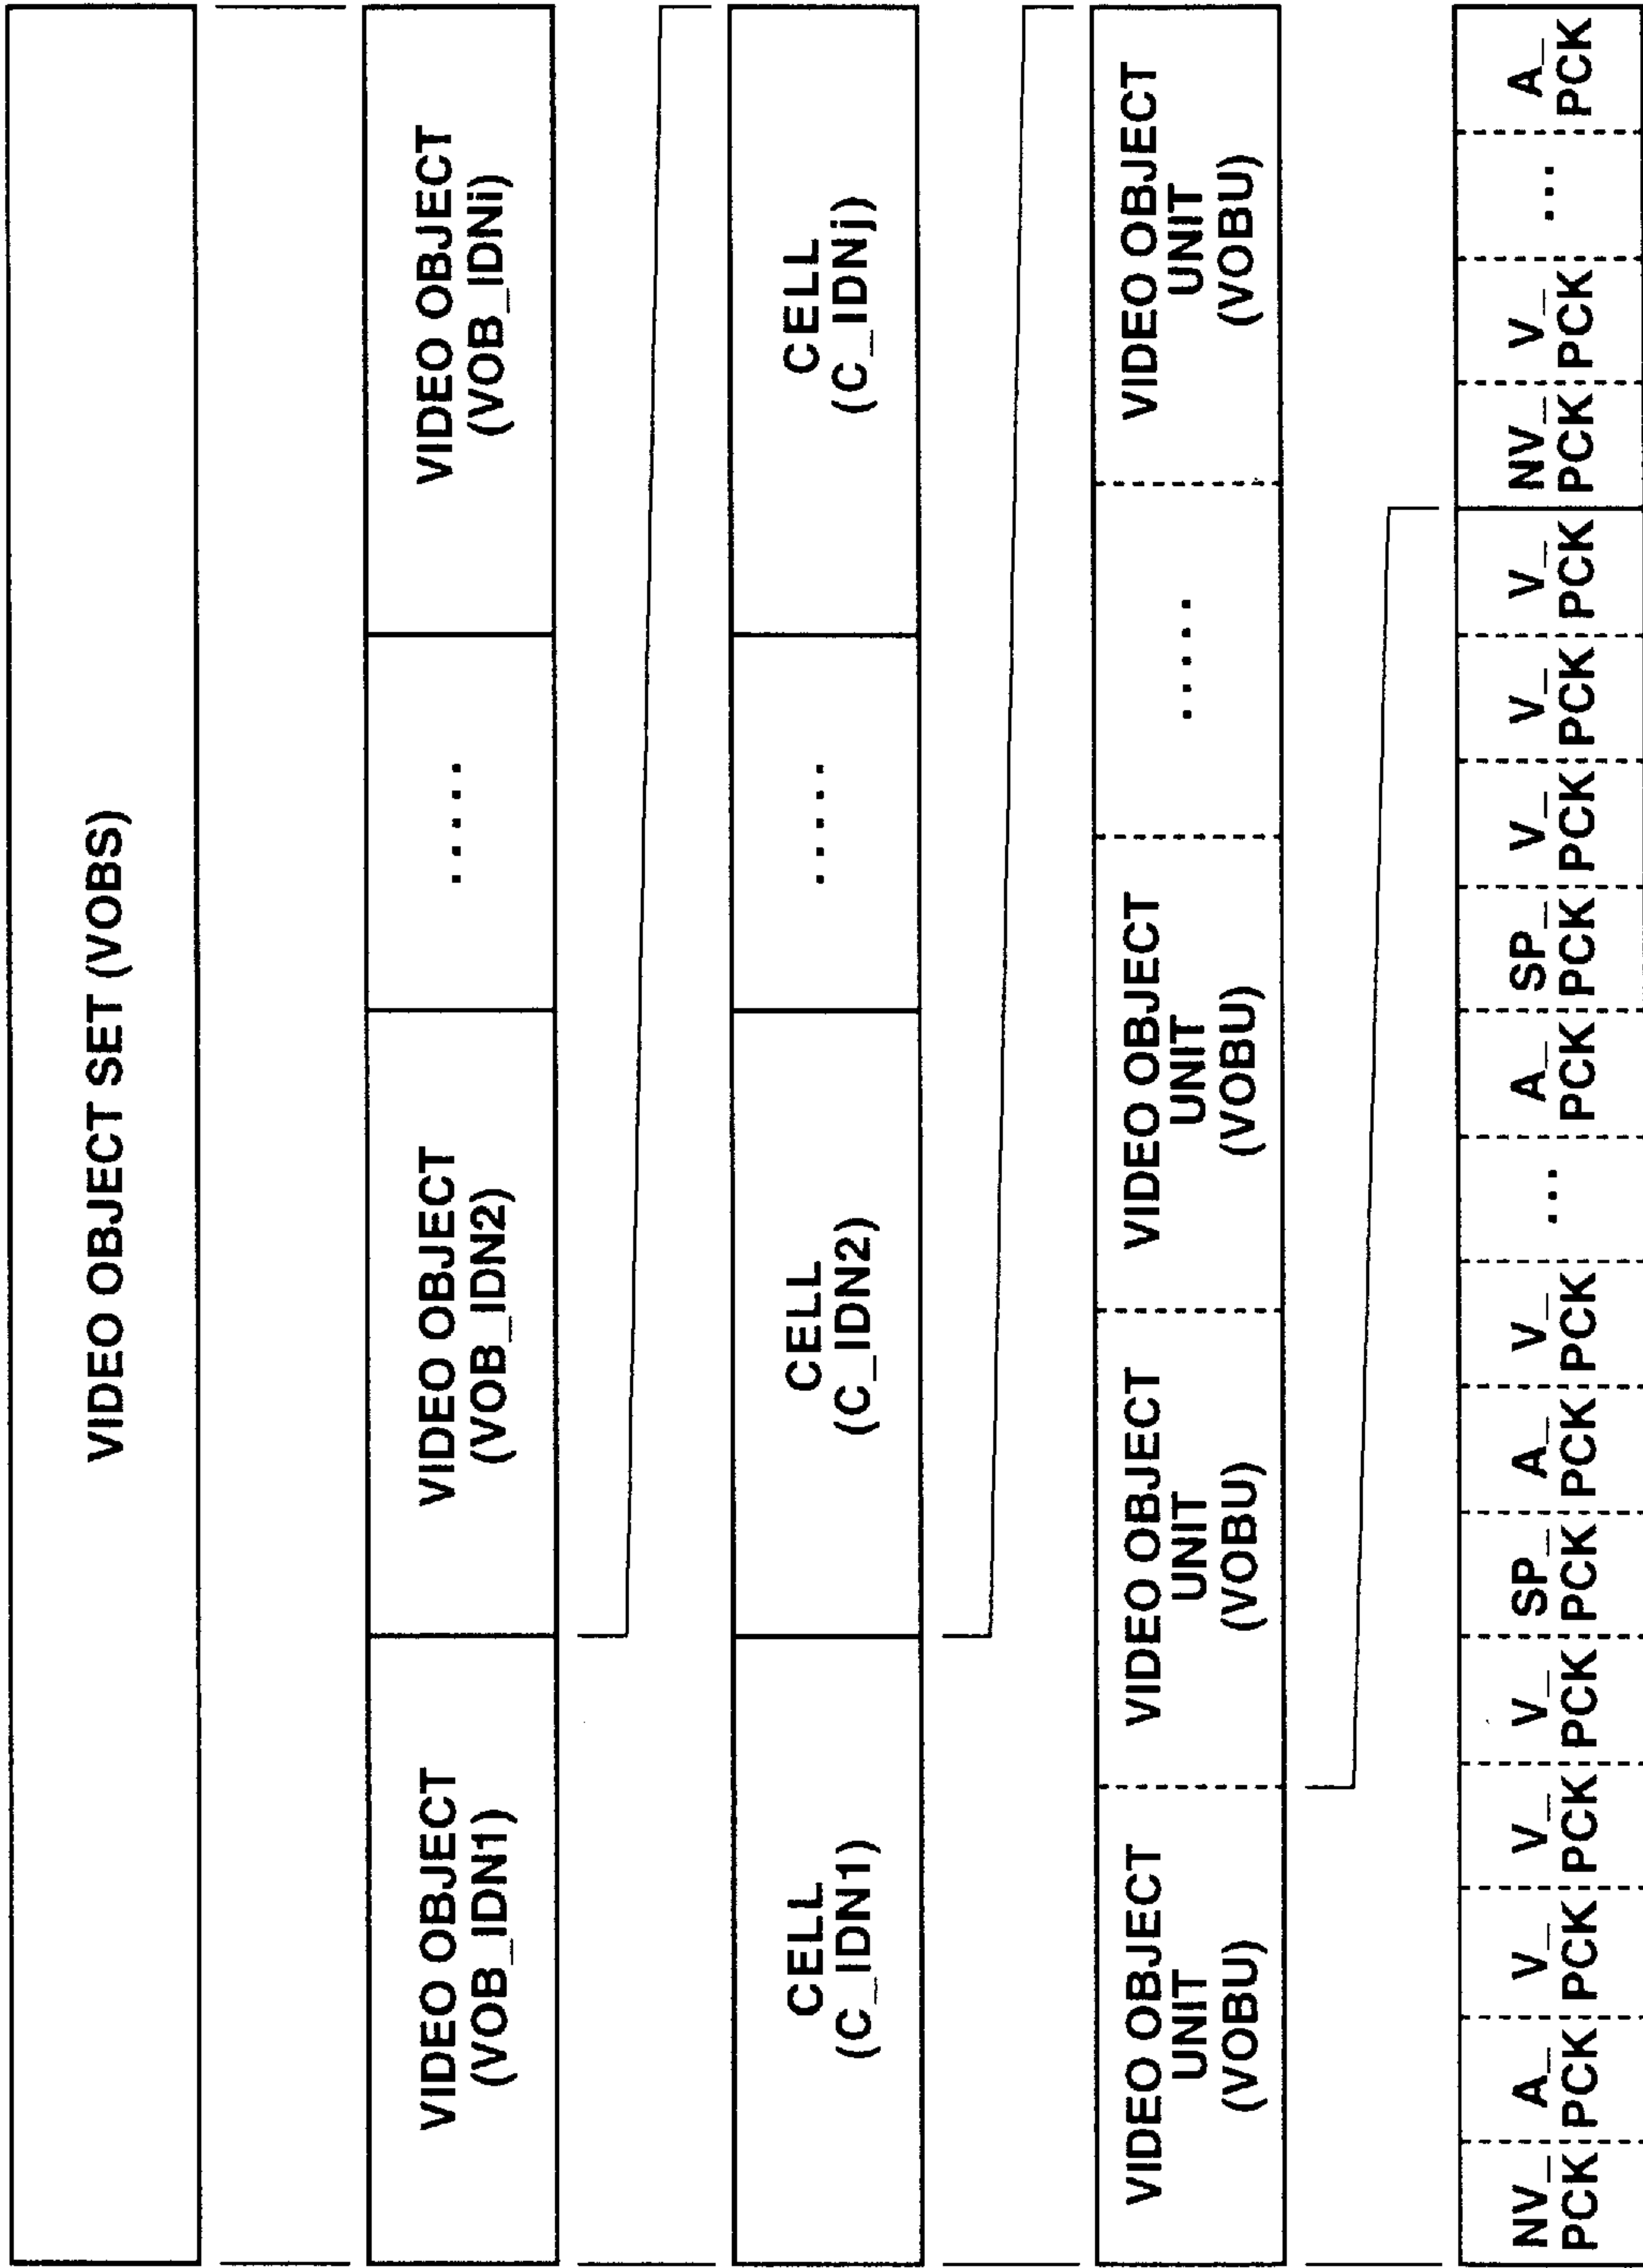 VIDEO OBJECT SET (VOBS)
VIDEO OBJECT
(VOB_IDN1)
VIDEO OBJECT
(VOB_IDN2)
.....
VIDEO OBJECT
(VOB_IDNi)
CELL
(C_IDN1)
CELL
(C_IDN2)
.....
CELL
(C_IDNj)
VIDEO OBJECT
UNIT
(VOBU)
VIDEO OBJECT
UNIT
(VOBU)
VIDEO OBJECT
UNIT
(VOBU)
.....
VIDEO OBJECT
UNIT
(VOBU)
NV_
PCK
A_
PCK
V_
PCK
V_
PCK
V_
PCK
SP_
PCK
A_
PCK
V_
PCK
...
A_
PCK
SP_
PCK
V_
PCK
V_
PCK
V_
PCK
NV_
PCK
V_
PCK
...
A_
PCK